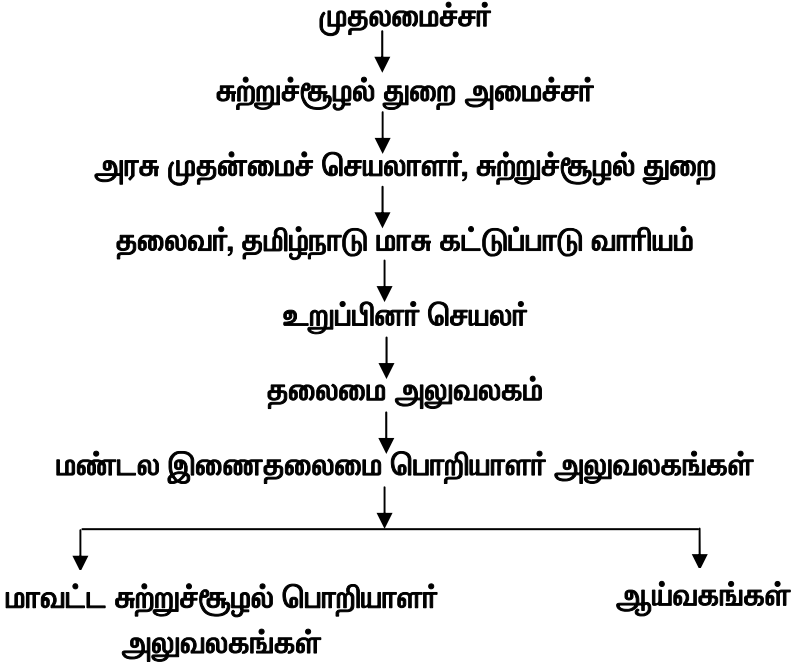 முதலமைச்சர்
சுற்றுச்சூழல் துறை அமைச்சர்
அரசு முதன்மைச் செயலாளர், சுற்றுச்சூழல் துறை
தலைவர், தமிழ்நாடு மாசு கட்டுப்பாடு வாரியம்
உறுப்பினர் செயலர்
தலைமை அலுவலகம்
மண்டல இணைதலைமை பொறியாளர் அலுவலகங்கள்
மாவட்ட சுற்றுச்சூழல் பொறியாளர்
அலுவலகங்கள்
ஆய்வகங்கள்